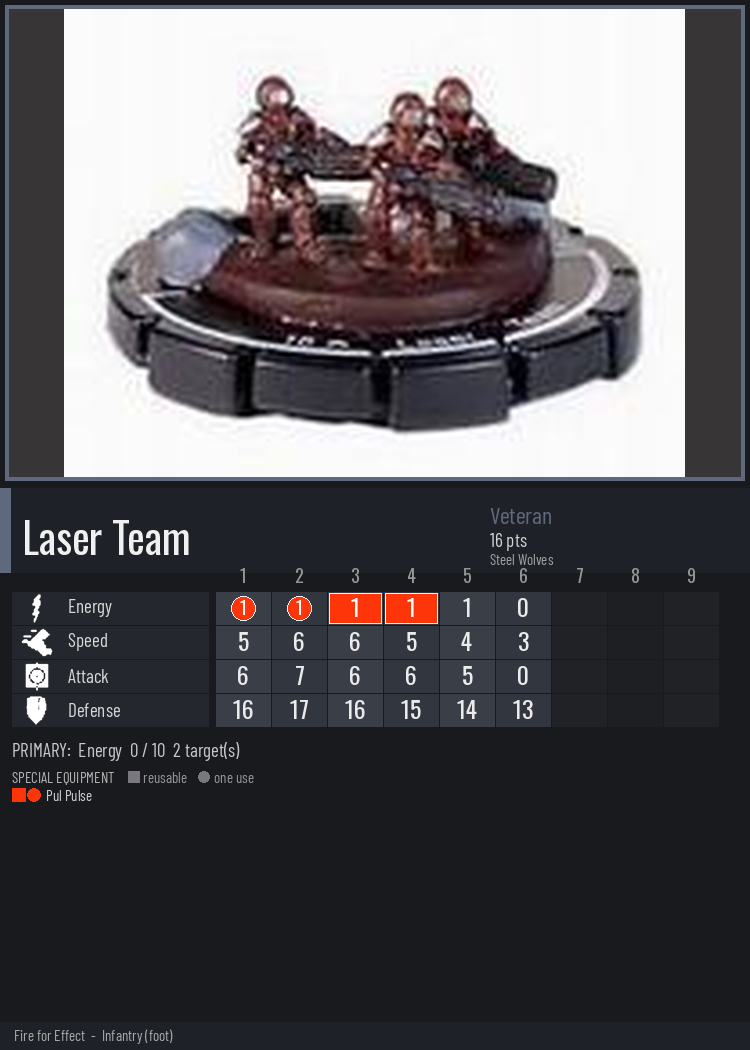 Laser Team
Veteran
16 pts
Steel Wolves
1 2 3 4 5 6 7 8 9
Energy 1 1 1 1 1 0
Speed 5 6 6 5 4 3
Attack 6 7 6 6 5 0
Defense 16 17 16 15 14 13
PRIMARY: Energy 0 / 10 2 target(s)
SPECIAL EQUIPMENT reusable one use
Pul Pulse
Fire for Effect - Infantry (foot)